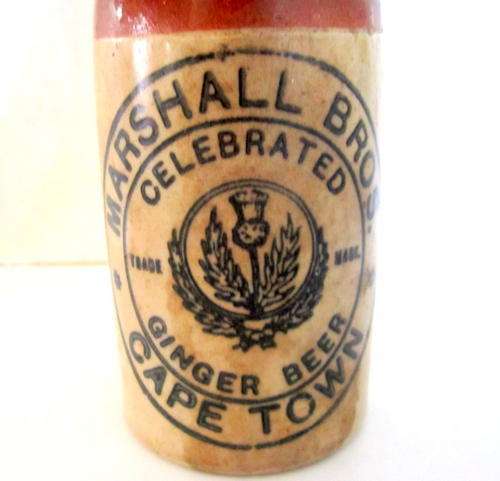 MARSHALL BROS.
CELEBRATED
TRADE MARK.
GINGER BEER
CAPE TOWN